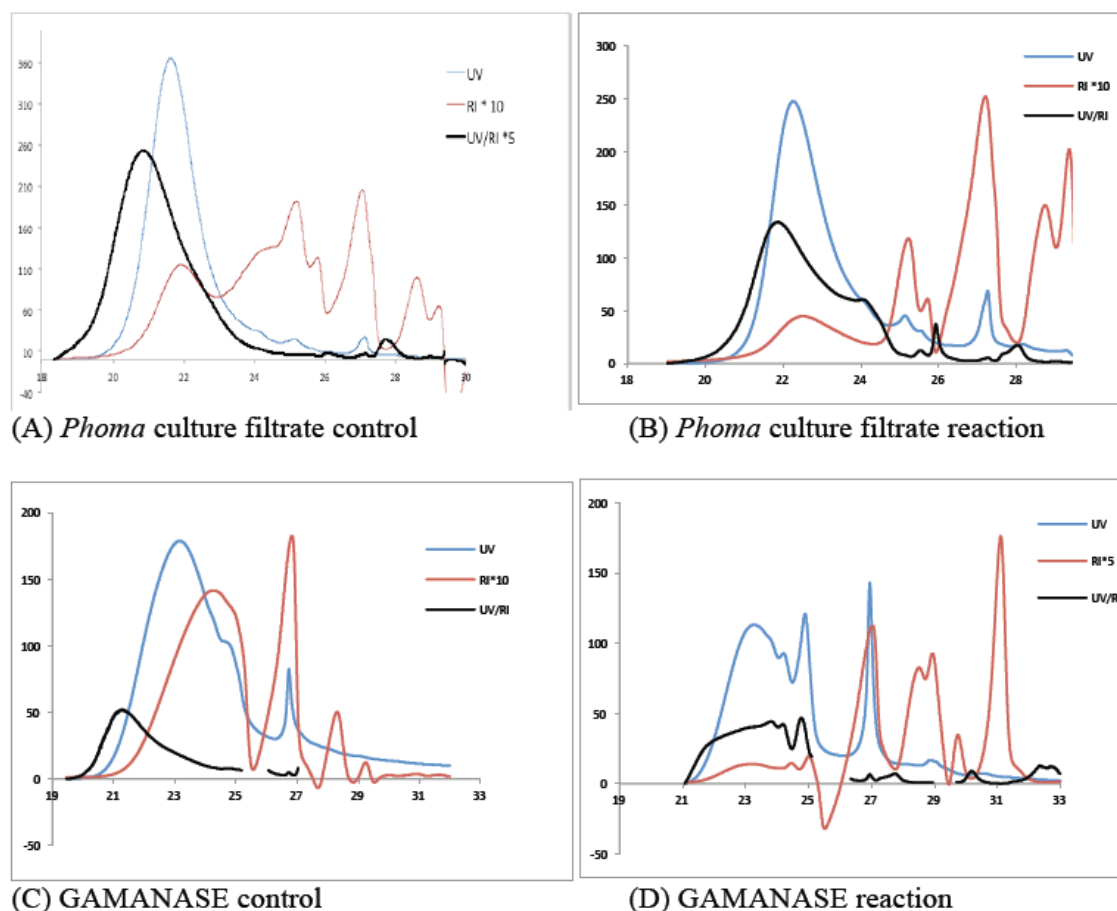 360
310
260
210
160
110
60
10
-40
18 20 22 24 26 28 30
UV
RI * 10
UV/RI *5
(A) Phoma culture filtrate control
300
250
200
150
100
50
0
18 20 22 24 26 28
UV
RI *10
UV/RI
(B) Phoma culture filtrate reaction
200
150
100
50
0
-50
19 21 23 25 27 29 31 33
UV
RI*10
UV/RI
(C) GAMANASE control
200
150
100
50
0
-50
19 21 23 25 27 29 31 33
UV
RI*5
UV/R
(D) GAMANASE reaction